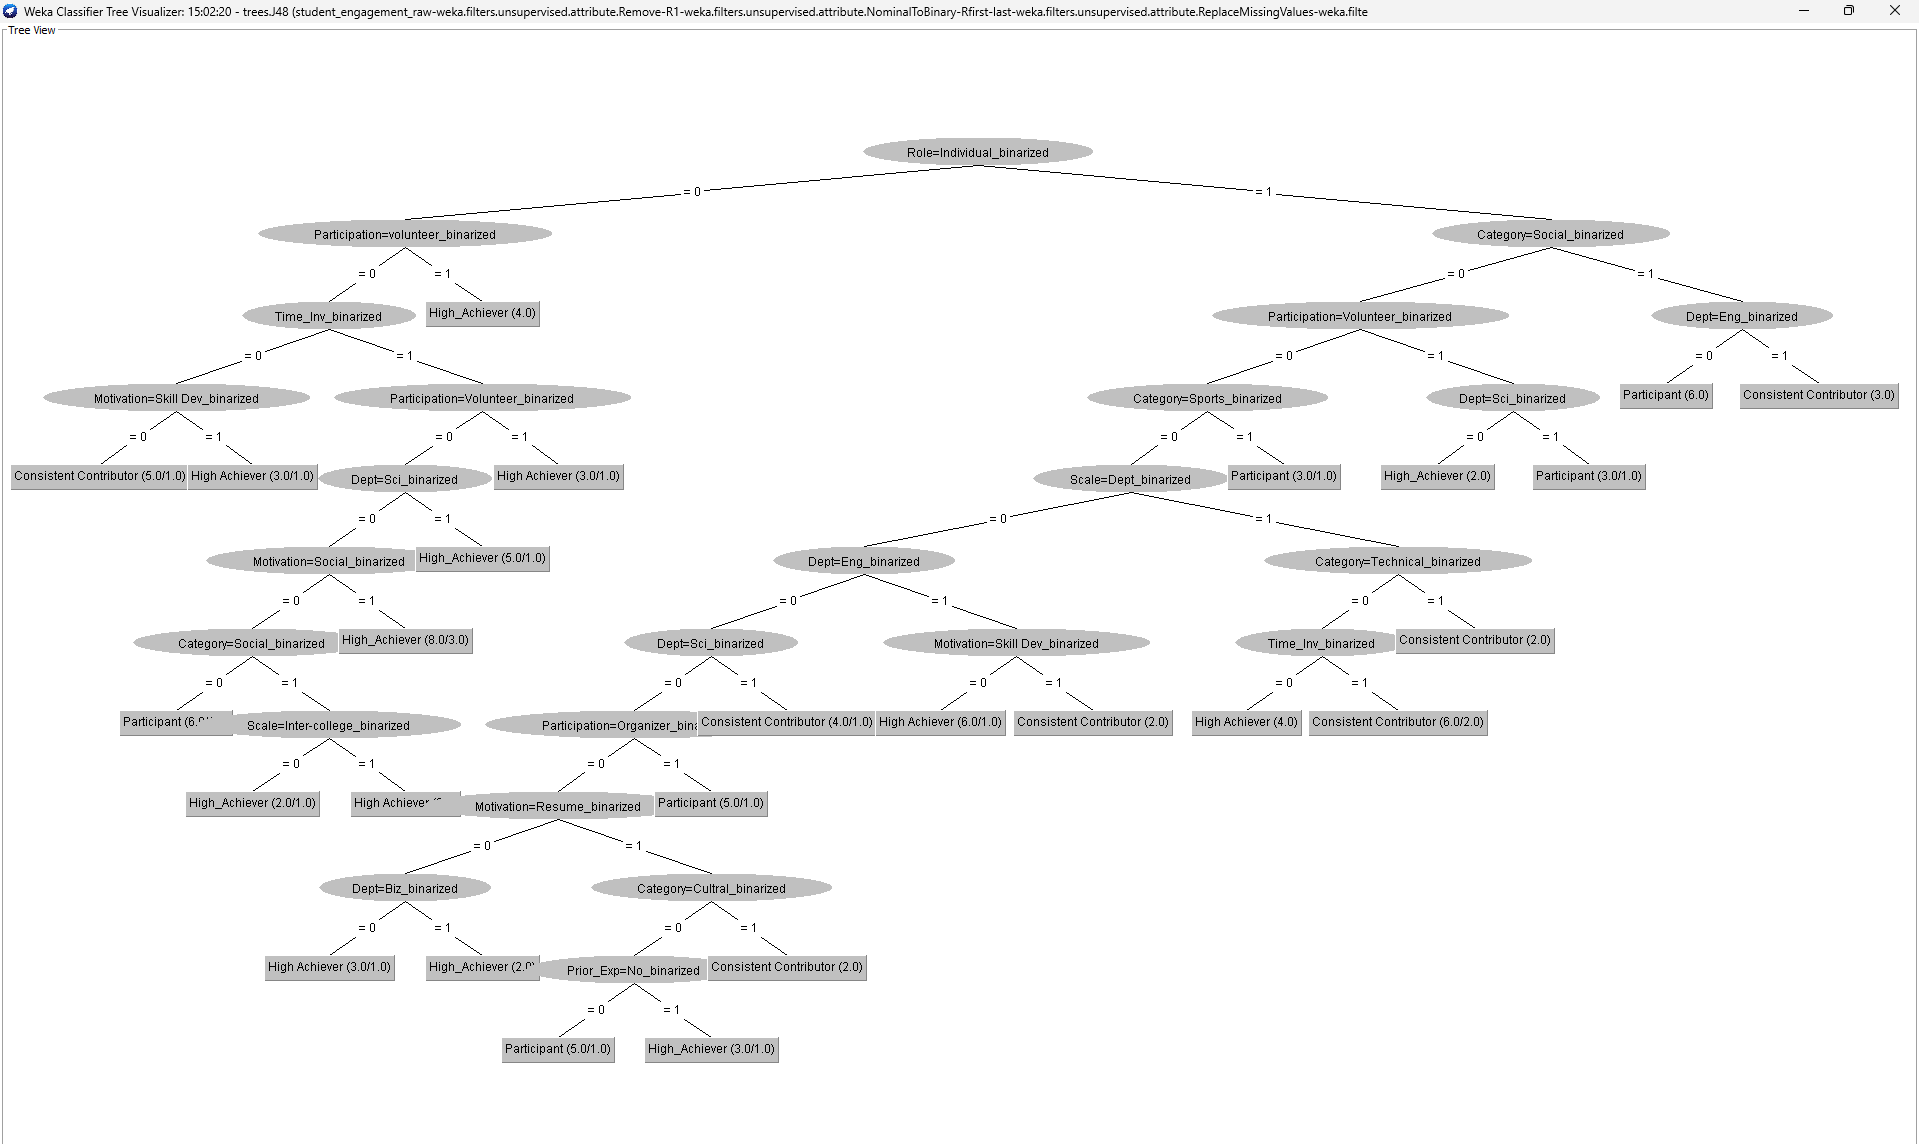 Weka Classifier Tree Visualizer: 15:02:20 - trees.J48 (student_engagement_raw-weka.filters.unsupervised.attribute.Remove-R1-weka.filters.unsupervised.attribute.NominalToBinary-Rfirst-last-weka.filters.unsupervised.attribute.ReplaceMissingValues-weka.filte
Tree View
Role=Individual_binarized
= 0 = 1
Participation=volunteer_binarized Category=Social_binarized
= 0 = 1 = 0 = 1
Time_Inv_binarized High_Achiever (4.0) Participation=Volunteer_binarized Dept=Eng_binarized
= 0 = 1 = 0 = 1 = 0 = 1
Motivation=Skill Dev_binarized Participation=Volunteer_binarized Category=Sports_binarized Dept=Sci_binarized Participant (6.0) Consistent Contributor (3.0)
= 0 = 1 = 0 = 1 = 0 = 1 = 0 = 1
Consistent Contributor (5.0/1.0) High Achiever (3.0/1.0) Dept=Sci_binarized High Achiever (3.0/1.0) Scale=Dept_binarized Participant (3.0/1.0) High_Achiever (2.0) Participant (3.0/1.0)
= 0 = 1 = 0 = 1
Motivation=Social_binarized High_Achiever (5.0/1.0) Dept=Eng_binarized Category=Technical_binarized
= 0 = 1 = 0 = 1 = 0 = 1
Category=Social_binarized High_Achiever (8.0/3.0) Dept=Sci_binarized Motivation=Skill Dev_binarized Time_Inv_binarized Consistent Contributor (2.0)
= 0 = 1 = 0 = 1 = 0 = 1 = 0 = 1
Participant Scale=Inter-college_binarized Participation=Organizer_bina Consistent Contributor (4.0/1.0) High Achiever (6.0/1.0) Consistent Contributor (2.0) High Achiever (4.0) Consistent Contributor (6.0/2.0)
= 0 = 1 = 0 = 1
High_Achiever (2.0/1.0) High Achiever Motivation=Resume_binarized Participant (5.0/1.0)
= 0 = 1
Dept=Biz_binarized Category=Cultral_binarized
= 0 = 1 = 0 = 1
High Achiever (3.0/1.0) High_Achiever Prior_Exp=No_binarized Consistent Contributor (2.0)
= 0 = 1
Participant (5.0/1.0) High_Achiever (3.0/1.0)